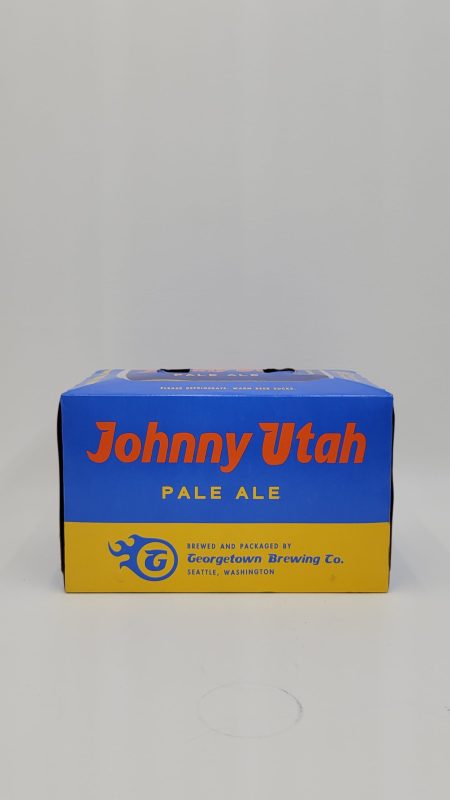 PALE ALE
PLEASE REFRIGERATE. WARM BEER SUCKS.
Johnny Utah
PALE ALE
G
BREWED AND PACKAGED BY
Georgetown Brewing Co.
SEATTLE, WASHINGTON